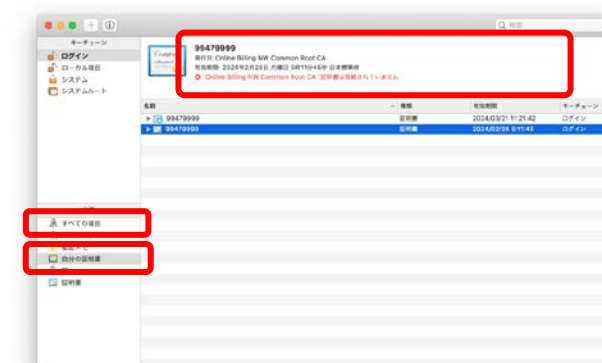 検索
キーチェーン
ログイン
ローカル項目
システム
システムルート
99479999
発行元: Online Billing NW Common Root CA
有効期限: 2024年2月26日 月曜日 5時11分45秒 日本標準時
"Online Billing NW Common Root CA"証明書は信頼されていません
名前 種類 有効期限 キーチェーン
99479999 証明書 2024/03/21 11:21:42 ログイン
99479999 証明書 2024/02/26 5:11:45 ログイン
すべての項目
自分の証明書
証明書